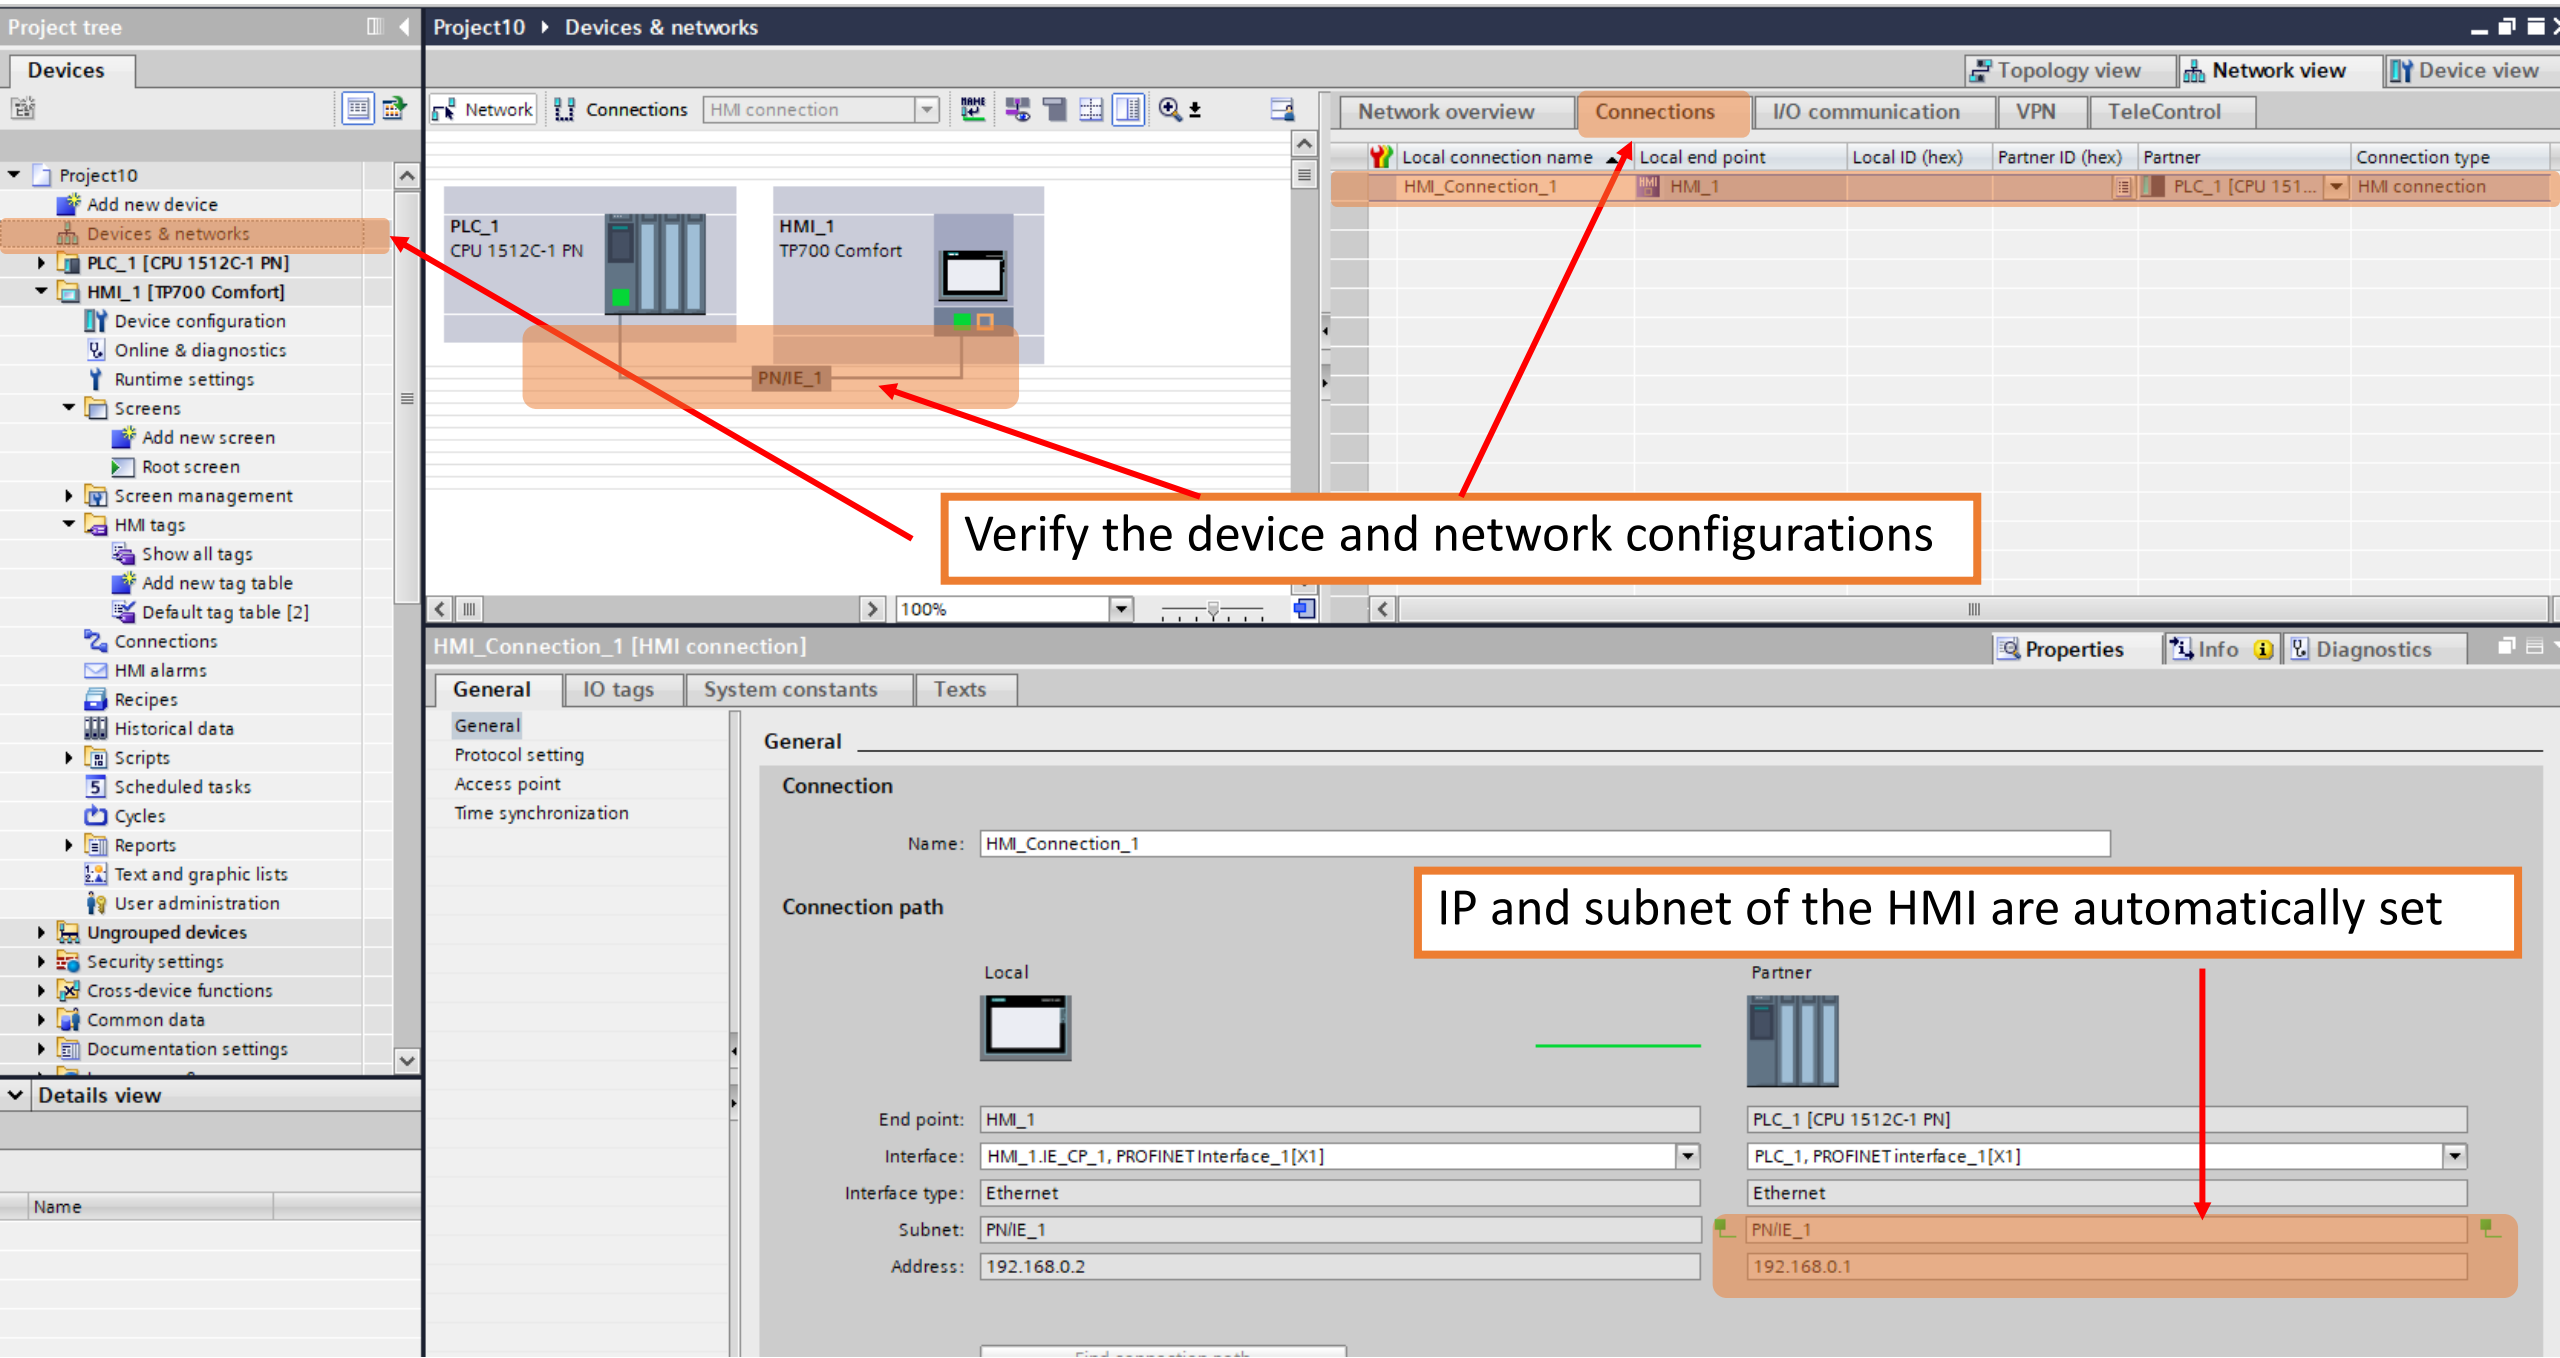 Project tree
Project10 ▸ Devices & networks
Devices
Topology view
Network view
Device view
Network
Connections
HMI connection
Network overview
Connections
I/O communication
VPN
TeleControl
Project10
Add new device
Devices & networks
PLC_1 [CPU 1512C-1 PN]
HMI_1 [TP700 Comfort]
Device configuration
Online & diagnostics
Runtime settings
Screens
Add new screen
Root screen
Screen management
HMI tags
Show all tags
Add new tag table
Default tag table [2]
Connections
HMI alarms
Recipes
Historical data
Scripts
Scheduled tasks
Cycles
Reports
Text and graphic lists
User administration
Ungrouped devices
Security settings
Cross-device functions
Common data
Documentation settings
Details view
Name
PLC_1
CPU 1512C-1 PN
HMI_1
TP700 Comfort
PN/IE_1
100%
Local connection name
Local end point
Local ID (hex)
Partner ID (hex)
Partner
Connection type
HMI_Connection_1
HMI_1
PLC_1 [CPU 151...
HMI connection
Verify the device and network configurations
HMI_Connection_1 [HMI connection]
Properties
Info
Diagnostics
General
IO tags
System constants
Texts
General
Protocol setting
Access point
Time synchronization
General
Connection
Name: HMI_Connection_1
Connection path
IP and subnet of the HMI are automatically set
Local
Partner
End point: HMI_1
PLC_1 [CPU 1512C-1 PN]
Interface: HMI_1.IE_CP_1, PROFINET Interface_1[X1]
PLC_1, PROFINET interface_1[X1]
Interface type: Ethernet
Ethernet
Subnet: PN/IE_1
PN/IE_1
Address: 192.168.0.2
192.168.0.1
Find connection path